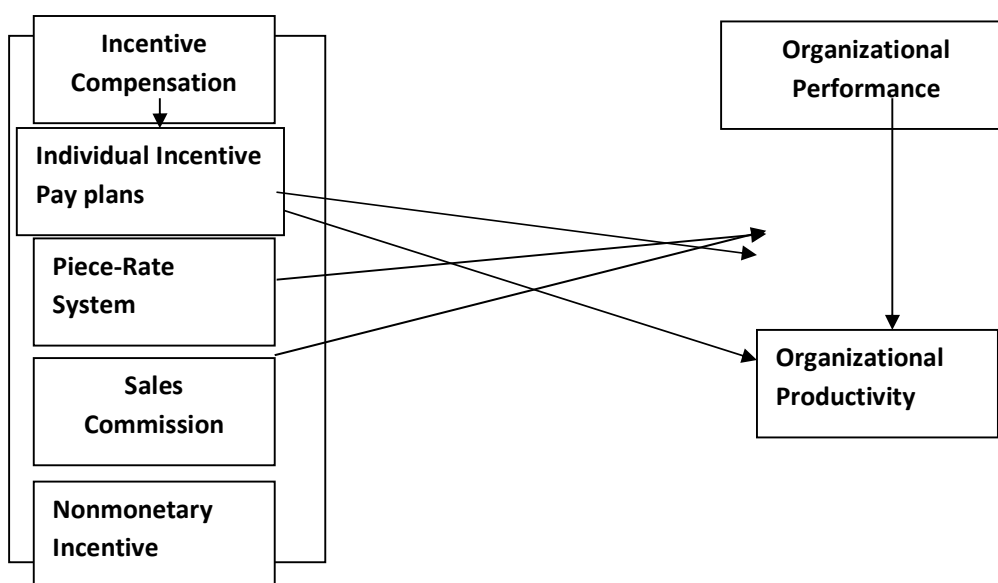 Incentive
Compensation
Individual Incentive
Pay plans
Piece-Rate
System
Sales
Commission
Nonmonetary
Incentive
Organizational
Performance
Organizational
Productivity